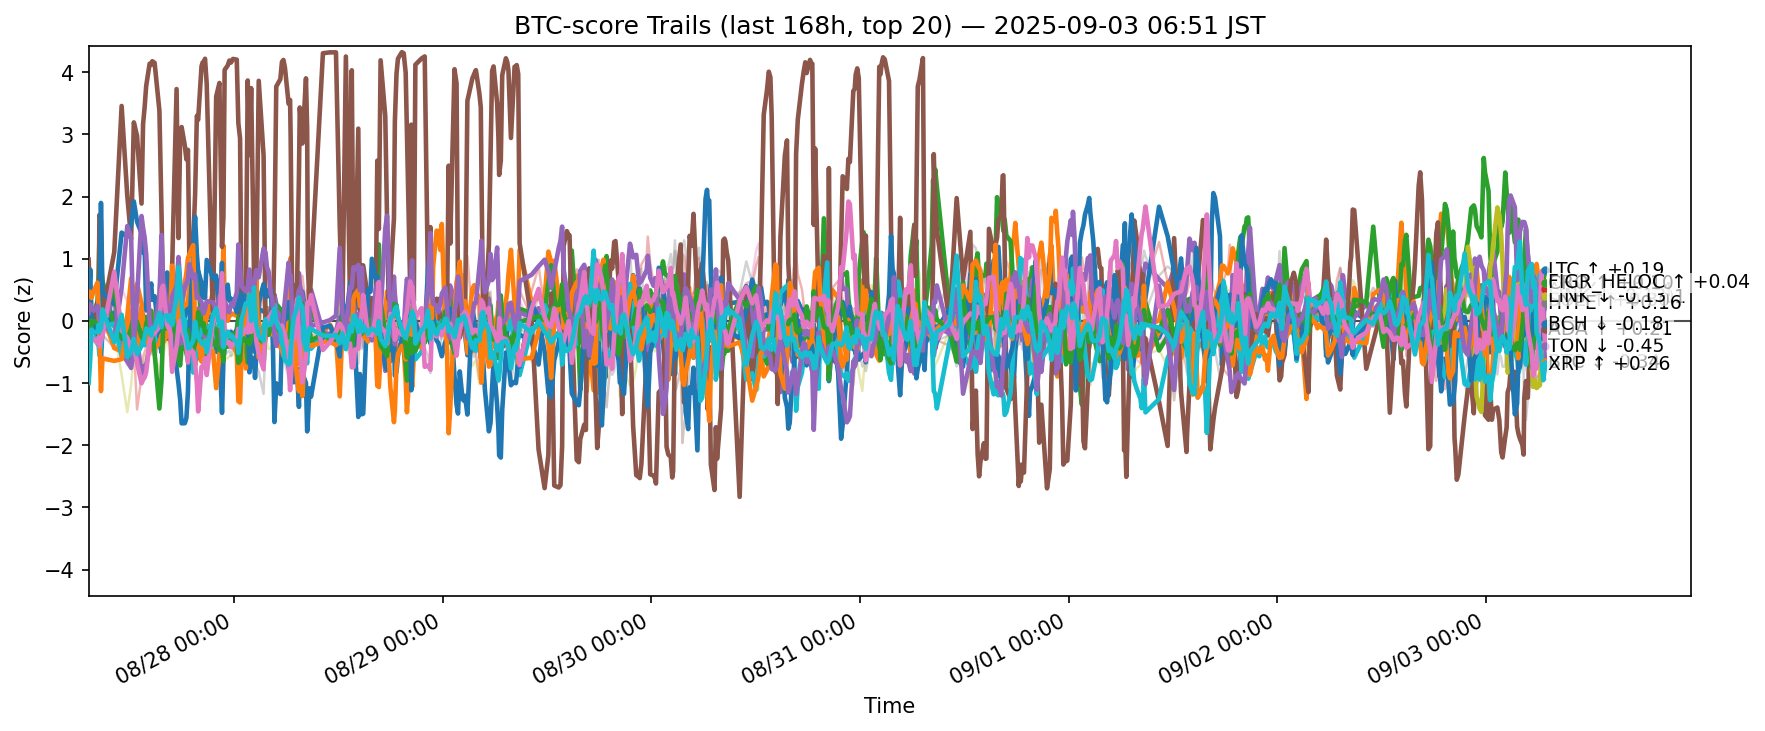 BTC-score Trails (last 168h, top 20) — 2025-09-03 06:51 JST
Score (z)
4
3
2
1
0
−1
−2
−3
−4
LTC ↑ +0.19
FIGR_HELOC ↑ +0.04
LINK ↓ -0.13
BCH ↓ -0.18
TON ↓ -0.45
XRP ↑ +0.26
08/28 00:00
08/29 00:00
08/30 00:00
08/31 00:00
09/01 00:00
09/02 00:00
09/03 00:00
Time